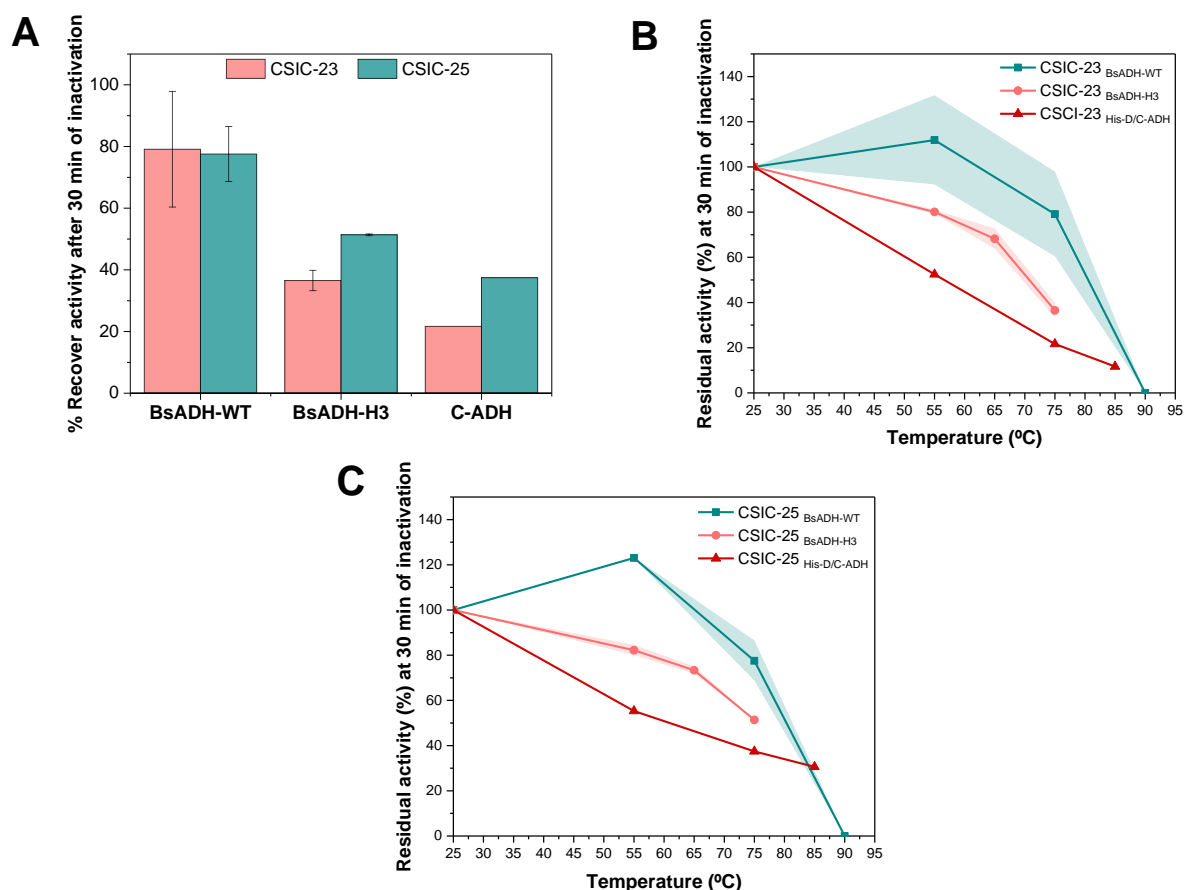 A
% Recover activity after 30 min of inactivation
100
80
60
40
20
0
CSIC-23
CSIC-25
BsADH-WT
BsADH-H3
C-ADH
B
Residual activity (%) at 30 min of inactivation
140
120
100
80
60
40
20
0
CSIC-23 BsADH-WT
CSIC-23 BsADH-H3
CSCI-23 His-D/C-ADH
25 30 35 40 45 50 55 60 65 70 75 80 85 90 95
Temperature (ºC)
C
Residual activity (%) at 30 min of inactivation
140
120
100
80
60
40
20
0
CSIC-25 BsADH-WT
CSIC-25 BsADH-H3
CSIC-25 His-D/C-ADH
25 30 35 40 45 50 55 60 65 70 75 80 85 90 95
Temperature (ºC)